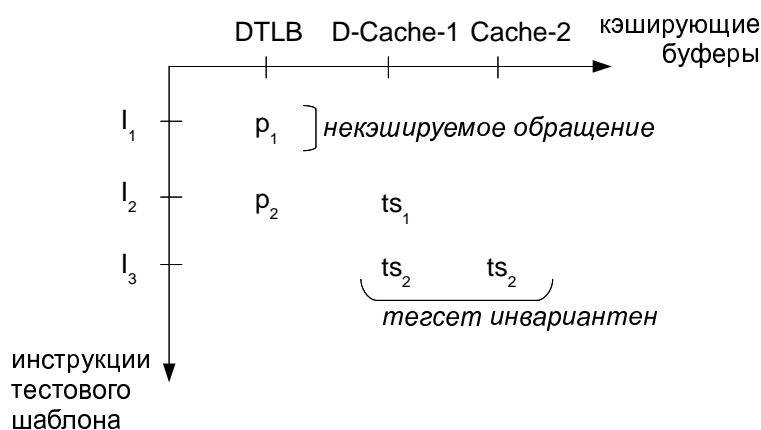 DTLB D-Cache-1 Cache-2 кэширующие
буферы
I₁ p₁ некэшируемое обращение
I₂ p₂ ts₁
I₃ ts₂ ts₂
тегсет инвариантен
инструкции
тестового
шаблона